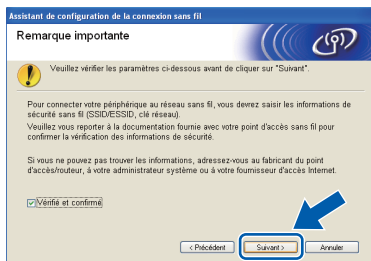 Assistant de configuration de la connexion sans fil
Remarque importante
Veuillez vérifier les paramètres ci-dessous avant de cliquer sur "Suivant".
Pour connecter votre périphérique au réseau sans fil, vous devrez saisir les informations de
sécurité sans fil (SSID/ESSID, clé réseau).
Veuillez vous reporter à la documentation fournie avec votre point d'accès sans fil pour
confirmer la vérification des informations de sécurité.
Si vous ne pouvez pas trouver les informations, adressez-vous au fabricant du point
d'accès/routeur, à votre administrateur système ou à votre fournisseur d'accès Internet.
Vérifié et confirmé
< Précédent Suivant > Annuler